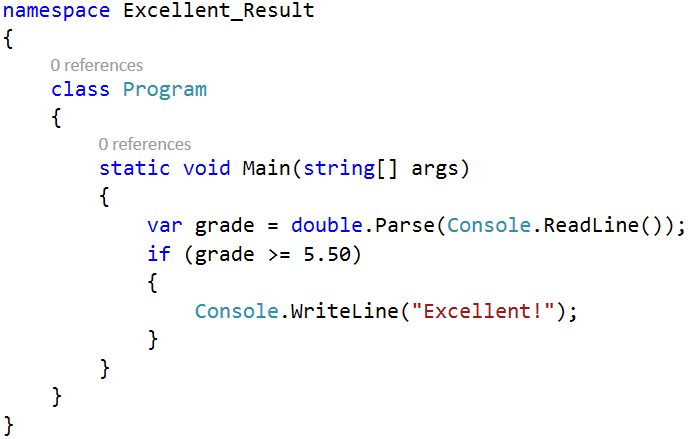 namespace Excellent_Result
{
0 references
class Program
{
0 references
static void Main(string[] args)
{
var grade = double.Parse(Console.ReadLine());
if (grade >= 5.50)
{
Console.WriteLine("Excellent!");
}
}
}
}